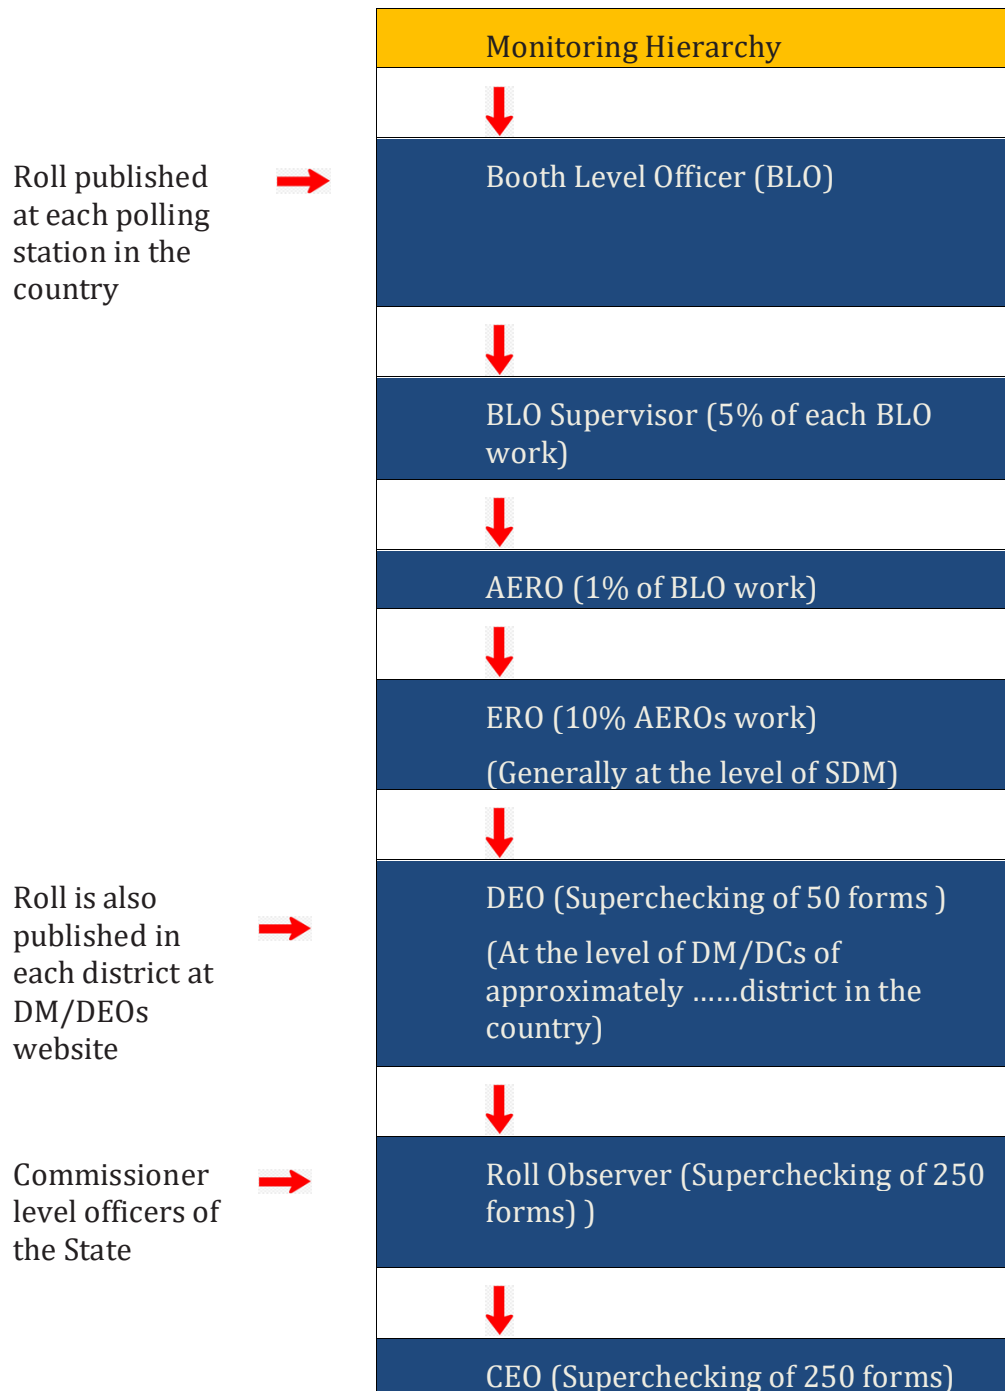 Monitoring Hierarchy
Roll published
at each polling
station in the
country
Booth Level Officer (BLO)
BLO Supervisor (5% of each BLO
work)
AERO (1% of BLO work)
ERO (10% AEROs work)
(Generally at the level of SDM)
Roll is also
published in
each district at
DM/DEOs
website
DEO (Superchecking of 50 forms )
(At the level of DM/DCs of
approximately ……district in the
country)
Commissioner
level officers of
the State
Roll Observer (Superchecking of 250
forms) )
CEO (Superchecking of 250 forms)